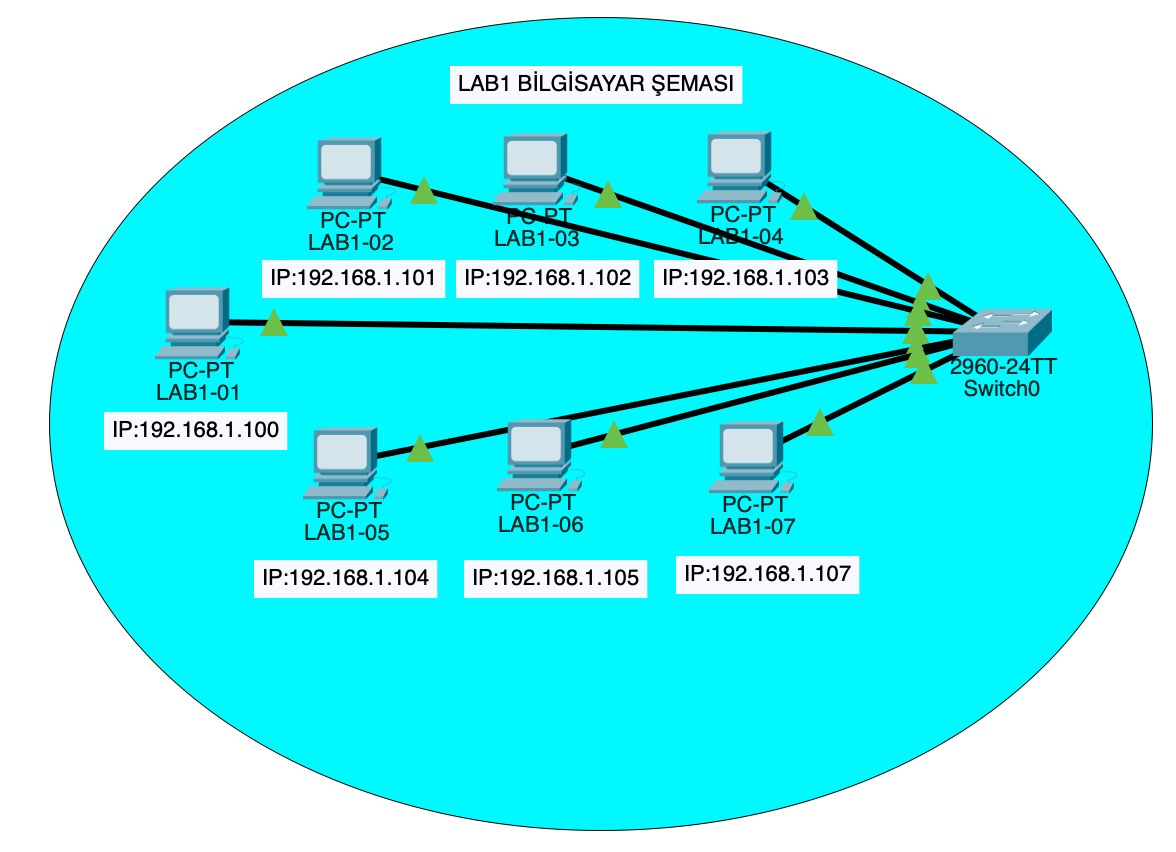 LAB1 BİLGİSAYAR ŞEMASI
PC-PT
LAB1-02
IP:192.168.1.101
PC-PT
LAB1-03
IP:192.168.1.102
PC-PT
LAB1-04
IP:192.168.1.103
PC-PT
LAB1-01
IP:192.168.1.100
2960-24TT
Switch0
PC-PT
LAB1-05
IP:192.168.1.104
PC-PT
LAB1-06
IP:192.168.1.105
PC-PT
LAB1-07
IP:192.168.1.107